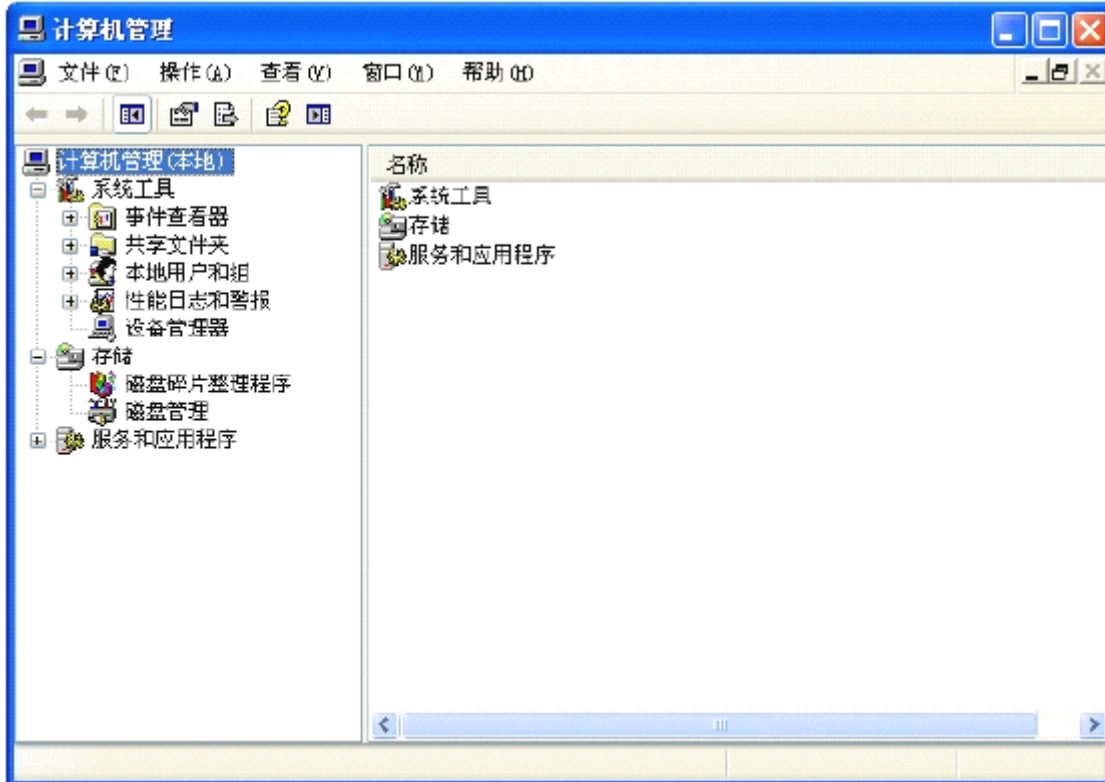 计算机管理
文件(F) 操作(A) 查看(V) 窗口(W) 帮助(H)
计算机管理(本地)
系统工具
事件查看器
共享文件夹
本地用户和组
性能日志和警报
设备管理器
存储
磁盘碎片整理程序
磁盘管理
服务和应用程序
名称
系统工具
存储
服务和应用程序